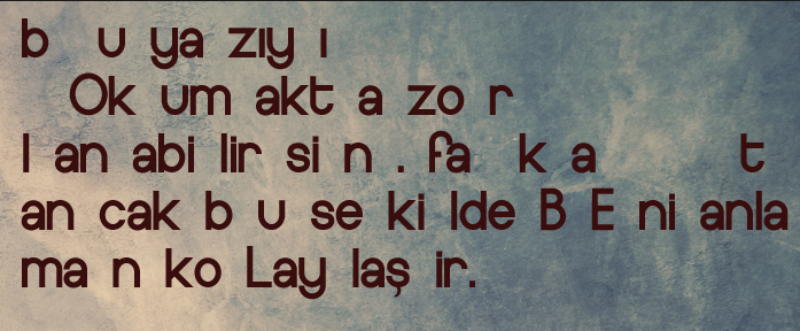 b u ya zıy ı
Ok um akt a zo r
l an abi lir si n . fa k a t
an cak b u se ki lde B E ni anla
ma n ko Lay laş ir.